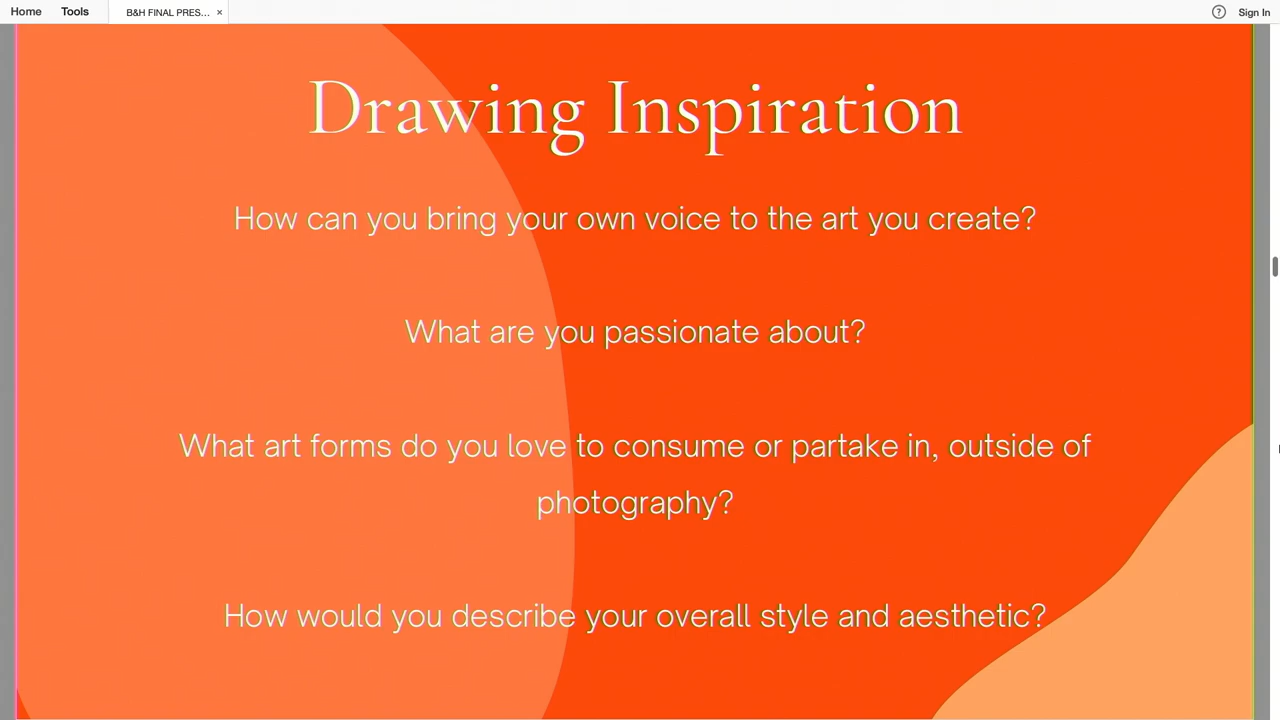 Home Tools B&H FINAL PRES... × ? Sign In
Drawing Inspiration
How can you bring your own voice to the art you create?
What are you passionate about?
What art forms do you love to consume or partake in, outside of
photography?
How would you describe your overall style and aesthetic?